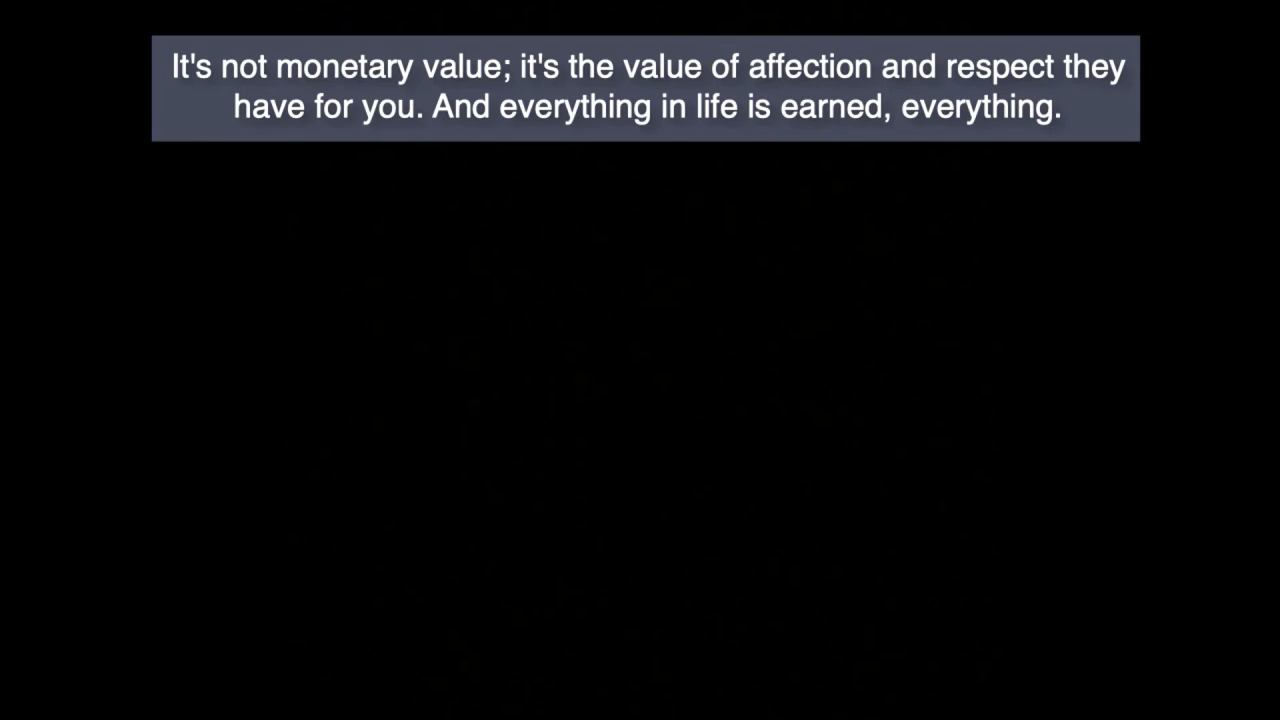 It's not monetary value; it's the value of affection and respect they
have for you. And everything in life is earned, everything.